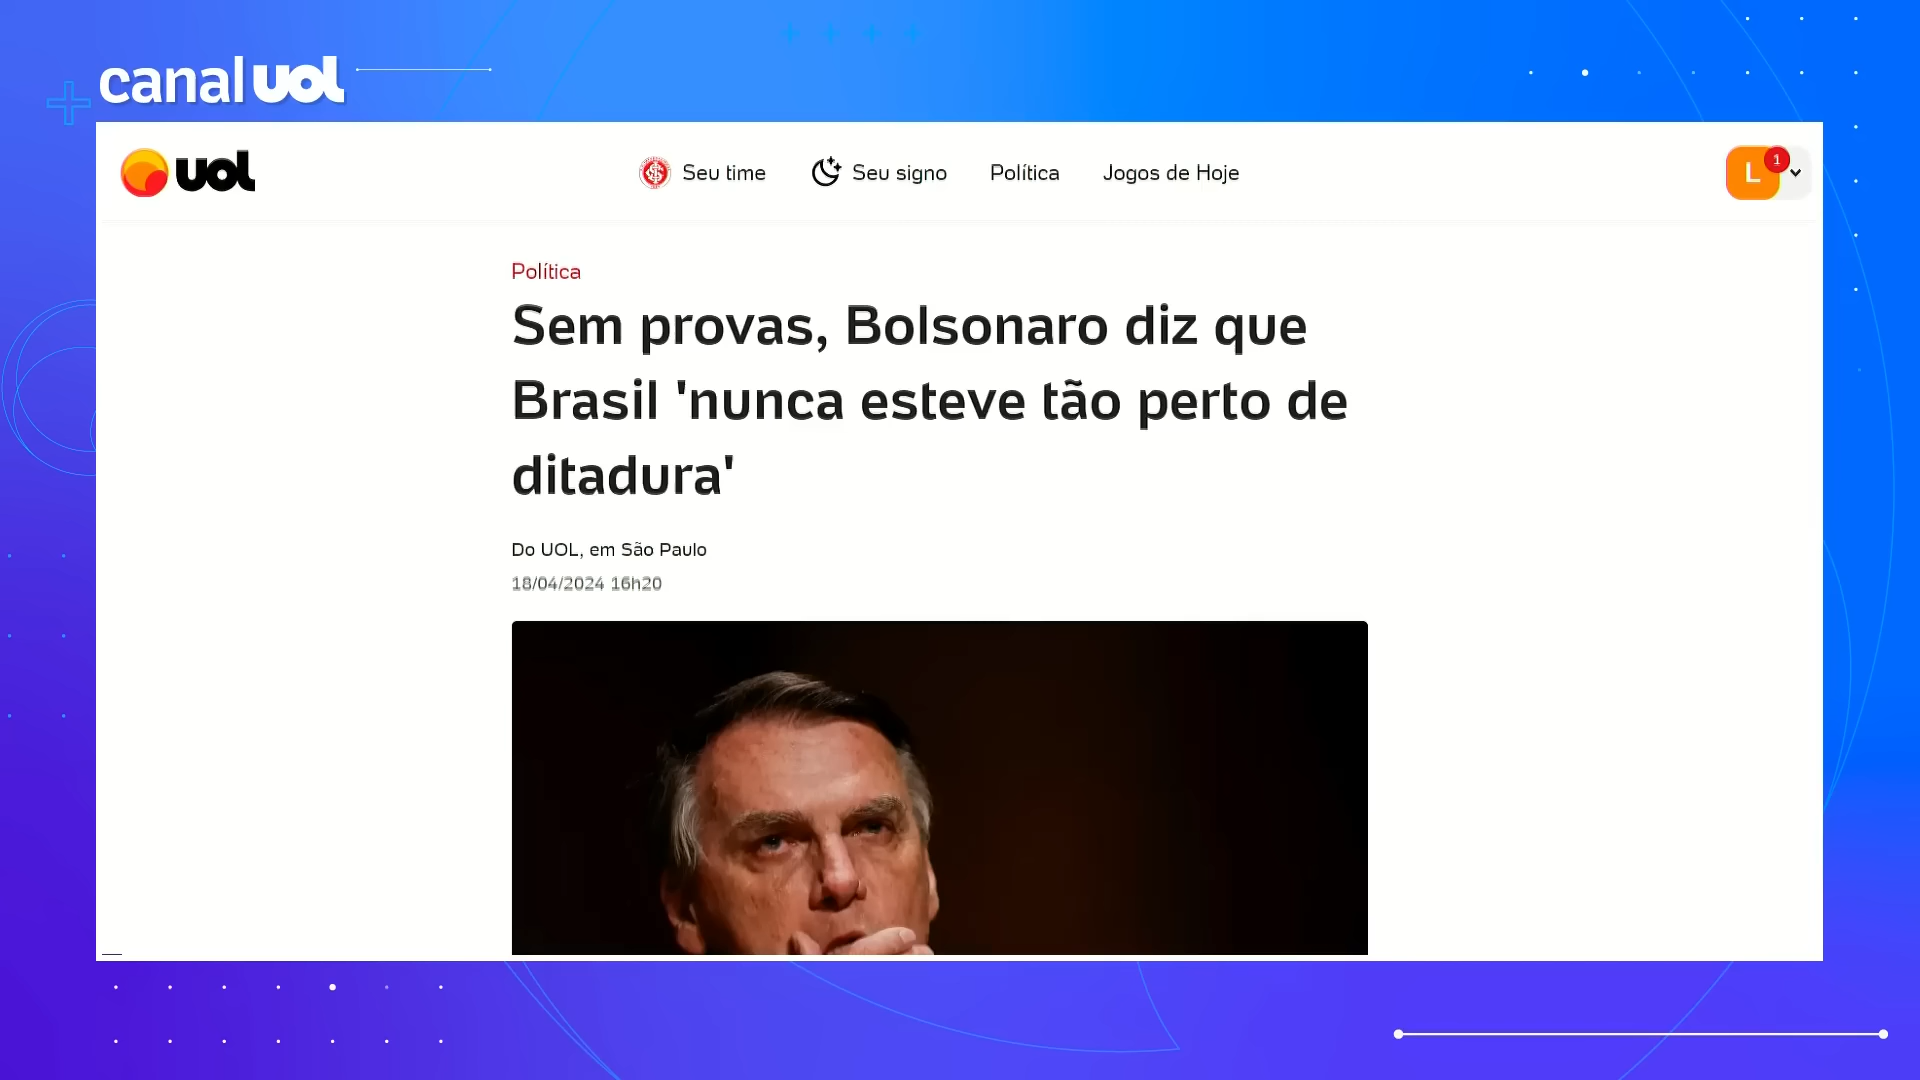 canal uol
uol
Seu time
Seu signo
Política
Jogos de Hoje
L
1
Política
Sem provas, Bolsonaro diz que
Brasil 'nunca esteve tão perto de
ditadura'
Do UOL, em São Paulo
18/04/2024 16h20